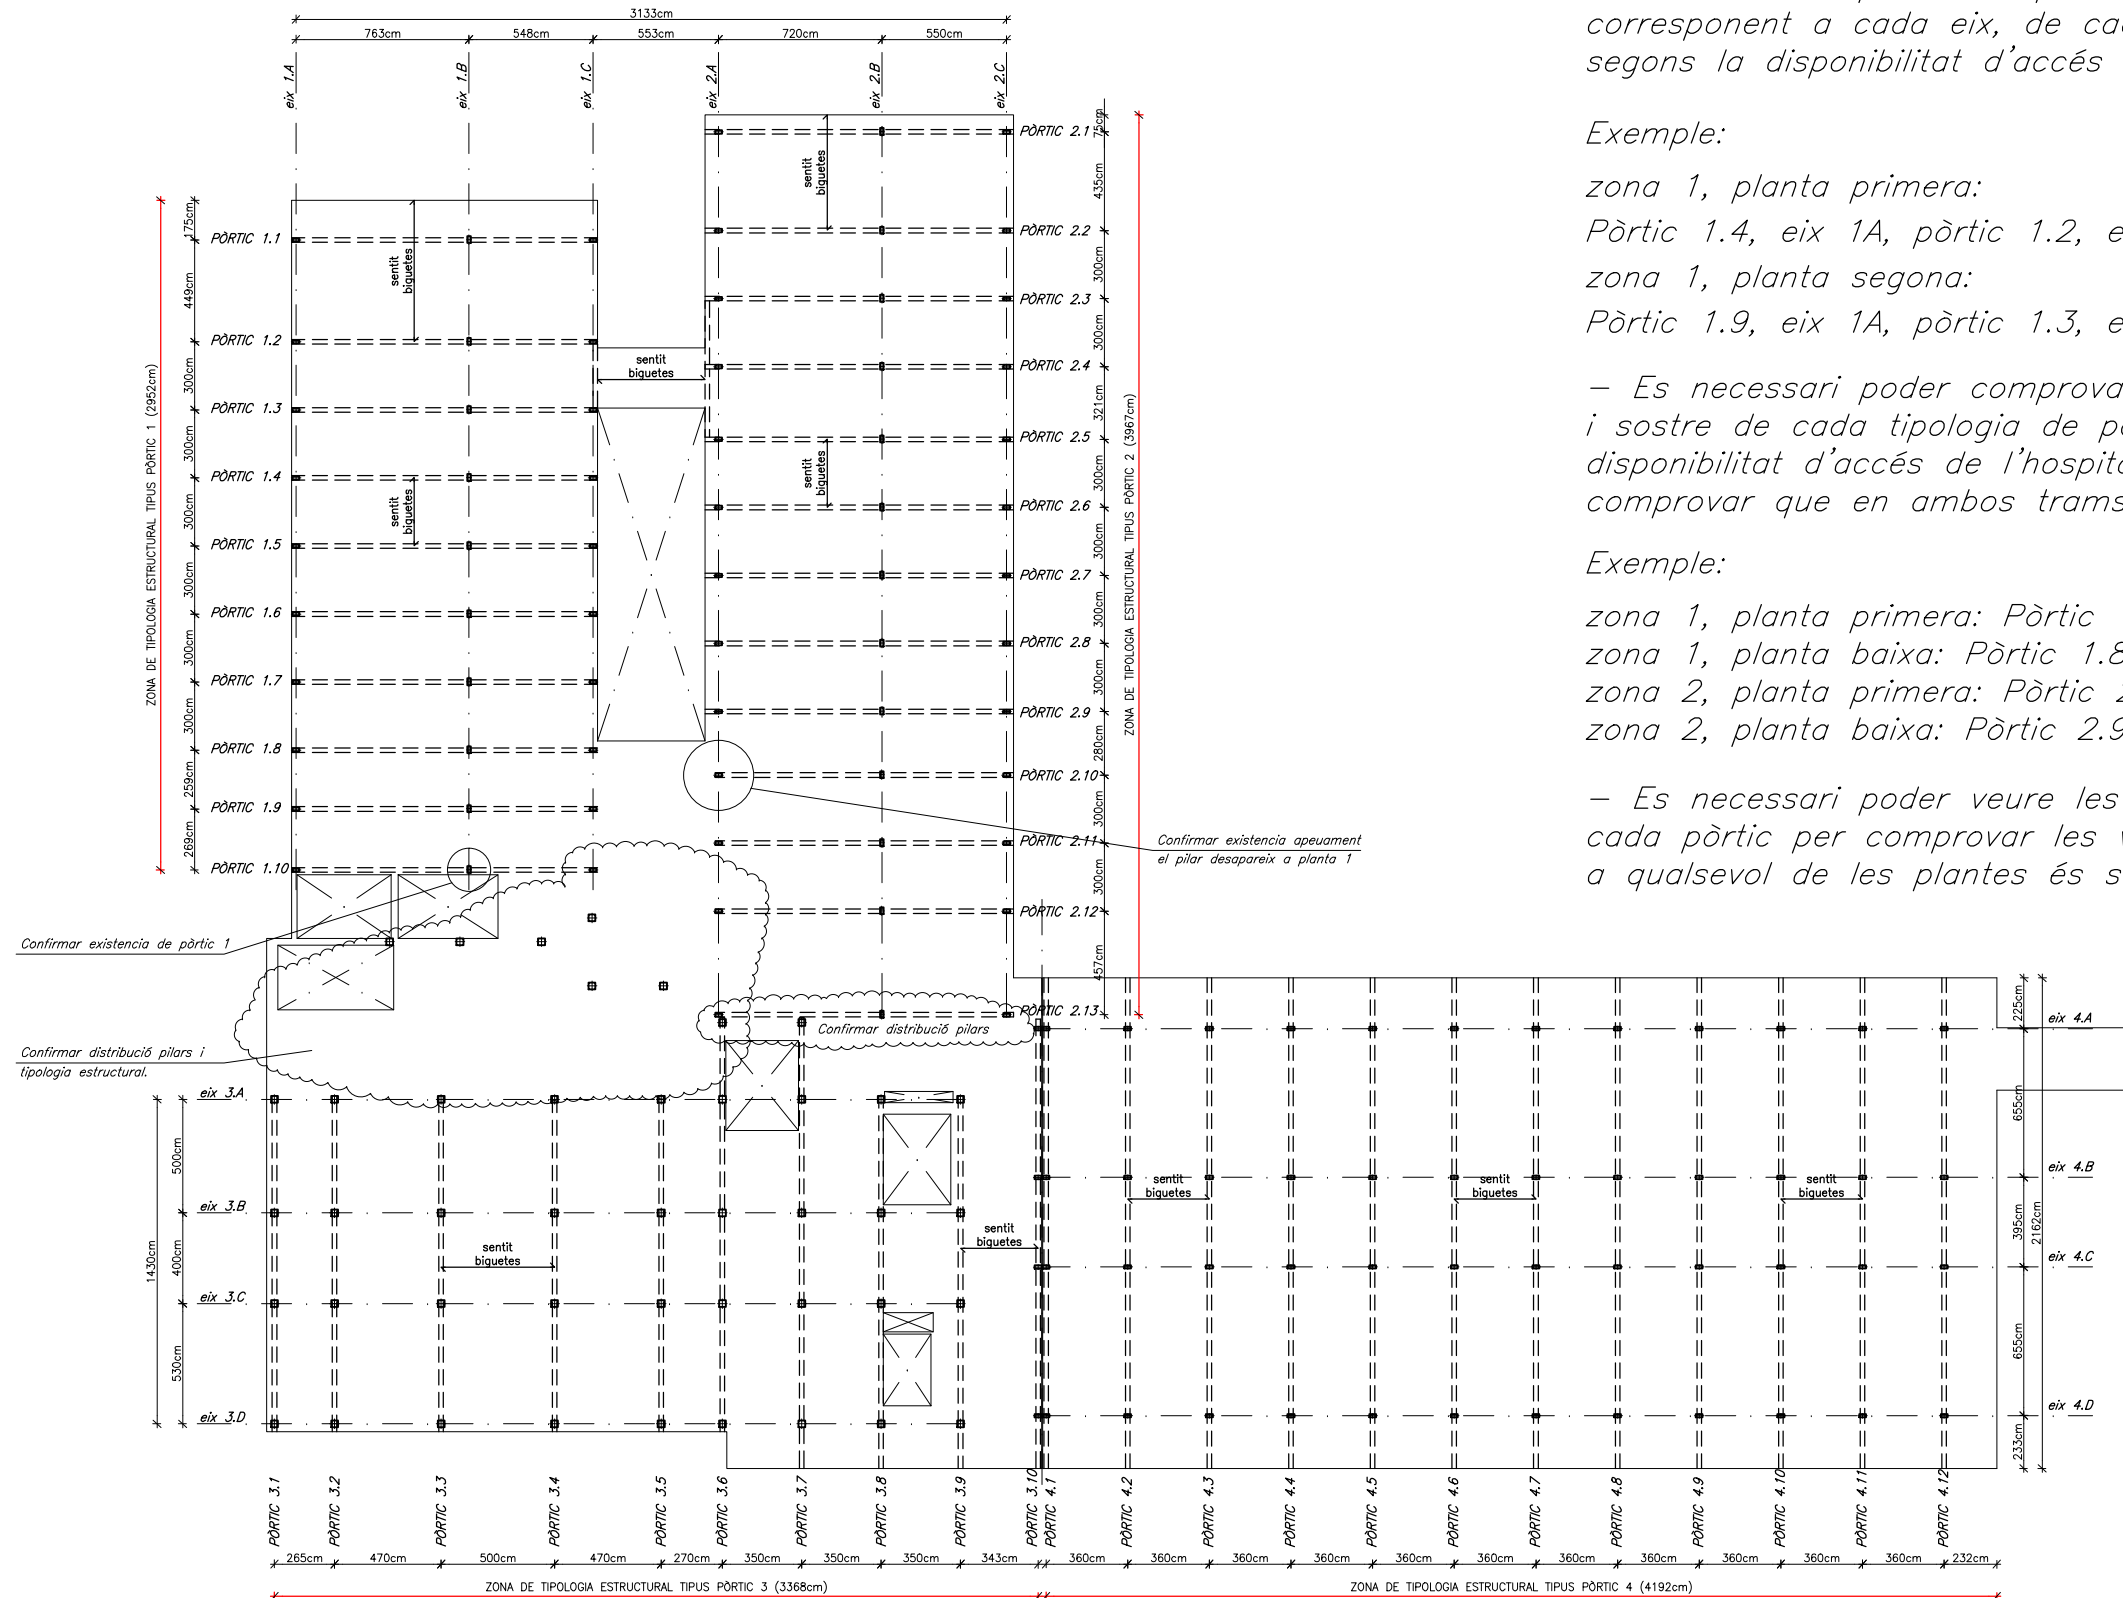 3133cm
763cm
548cm
553cm
720cm
550cm
eix 1.A
eix 1.B
eix 1.C
eix 2.A
eix 2.B
eix 2.C
PÒRTIC 1.1
PÒRTIC 1.2
PÒRTIC 1.3
PÒRTIC 1.4
PÒRTIC 1.5
PÒRTIC 1.6
PÒRTIC 1.7
PÒRTIC 1.8
PÒRTIC 1.9
PÒRTIC 1.10
175cm
449cm
300cm
300cm
300cm
300cm
300cm
300cm
259cm
269cm
ZONA DE TIPOLOGIA ESTRUCTURAL TIPUS PÒRTIC 1 (2952cm)
sentit
biguetes
sentit
biguetes
sentit
biguetes
sentit
biguetes
sentit
biguetes
PÒRTIC 2.1
PÒRTIC 2.2
PÒRTIC 2.3
PÒRTIC 2.4
PÒRTIC 2.5
PÒRTIC 2.6
PÒRTIC 2.7
PÒRTIC 2.8
PÒRTIC 2.9
PÒRTIC 2.10
PÒRTIC 2.11
PÒRTIC 2.12
PÒRTIC 2.13
75cm
435cm
300cm
300cm
321cm
300cm
300cm
300cm
300cm
280cm
300cm
300cm
457cm
ZONA DE TIPOLOGIA ESTRUCTURAL TIPUS PÒRTIC 2 (3967cm)
Confirmar existencia apeuament
el pilar desapareix a planta 1
Confirmar existencia de pòrtic 1
Confirmar distribució pilars i
tipologia estructural.
Confirmar distribució pilars
eix 3.A
eix 3.B
eix 3.C
eix 3.D
1430cm
500cm
400cm
530cm
sentit
biguetes
sentit
biguetes
sentit
biguetes
sentit
biguetes
sentit
biguetes
eix 4.A
eix 4.B
eix 4.C
eix 4.D
225cm
655cm
395cm
655cm
233cm
2162cm
PÒRTIC 3.1
PÒRTIC 3.2
PÒRTIC 3.3
PÒRTIC 3.4
PÒRTIC 3.5
PÒRTIC 3.6
PÒRTIC 3.7
PÒRTIC 3.8
PÒRTIC 3.9
PÒRTIC 3.10
PÒRTIC 4.1
PÒRTIC 4.2
PÒRTIC 4.3
PÒRTIC 4.4
PÒRTIC 4.5
PÒRTIC 4.6
PÒRTIC 4.7
PÒRTIC 4.8
PÒRTIC 4.9
PÒRTIC 4.10
PÒRTIC 4.11
PÒRTIC 4.12
265cm
470cm
500cm
470cm
270cm
350cm
350cm
350cm
343cm
360cm
360cm
360cm
360cm
360cm
360cm
360cm
360cm
360cm
360cm
360cm
232cm
ZONA DE TIPOLOGIA ESTRUCTURAL TIPUS PÒRTIC 3 (3368cm)
ZONA DE TIPOLOGIA ESTRUCTURAL TIPUS PÒRTIC 4 (4192cm)
corresponent a cada eix, de
segons la disponibilitat d'accés
Exemple:
zona 1, planta primera:
Pòrtic 1.4, eix 1A, pòrtic 1.2,
zona 1, planta segona:
Pòrtic 1.9, eix 1A, pòrtic 1.3,
– Es necessari poder comprova
i sostre de cada tipologia de
disponibilitat d'accés de l'hospita
comprovar que en ambos trams
Exemple:
zona 1, planta primera: Pòrtic
zona 1, planta baixa: Pòrtic 1.8
zona 2, planta primera: Pòrtic 2
zona 2, planta baixa: Pòrtic 2.9
– Es necessari poder veure les
cada pòrtic per comprovar les
a qualsevol de les plantes és